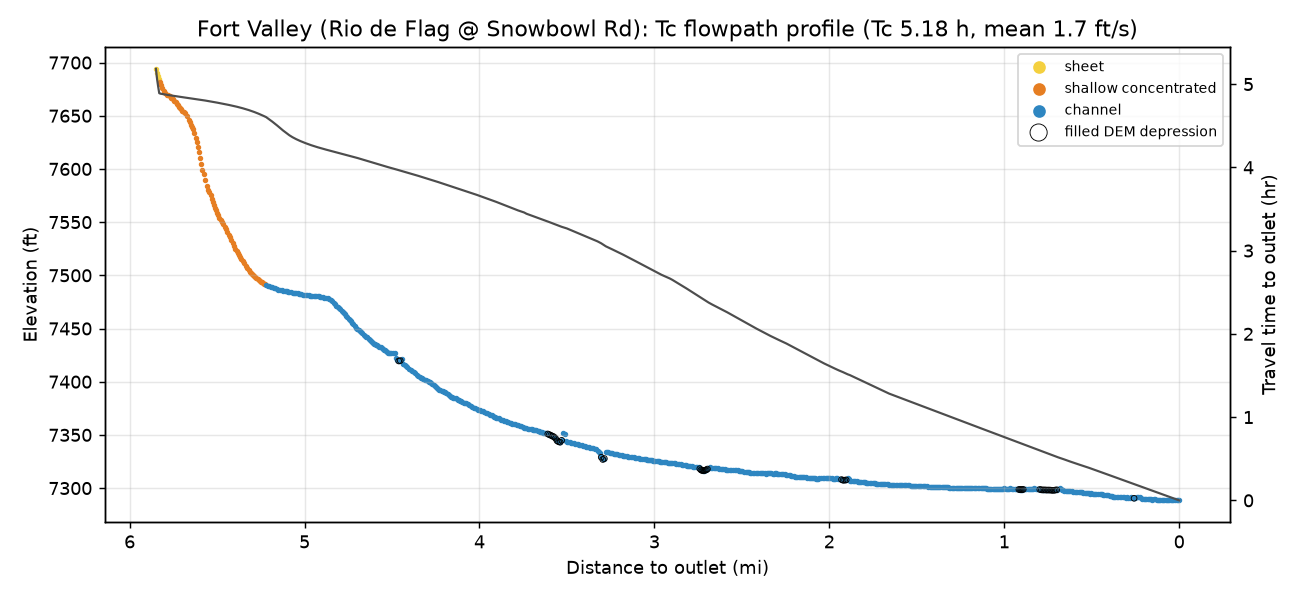 Fort Valley (Rio de Flag @ Snowbowl Rd): Tc flowpath profile (Tc 5.18 h, mean 1.7 ft/s)
sheet
shallow concentrated
channel
filled DEM depression
Elevation (ft)
7700
7650
7600
7550
7500
7450
7400
7350
7300
Travel time to outlet (hr)
5
4
3
2
1
0
6
5
4
3
2
1
0
Distance to outlet (mi)